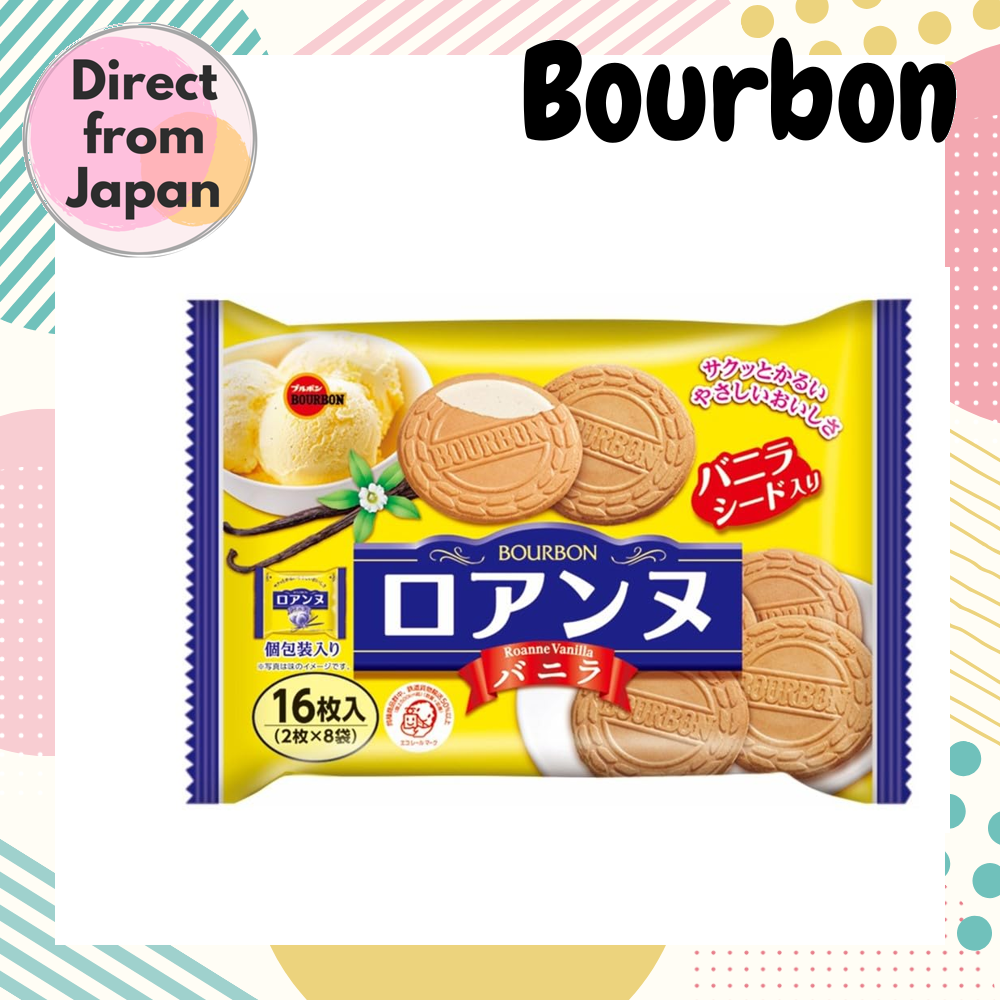 Direct
from
Japan
Bourbon
ブルボン
BOURBON
サクッとかるい
やさしいおいしさ
バニラ
シード入り
BOURBON
BOURBON
BOURBON
ロアンヌ
Roanne Vanilla
バニラ
ロアンヌ
個包装入り
※写真は味のイメージです。
16枚入
(2枚×8袋)
エコレールマーク
BOURBON
BOURBON